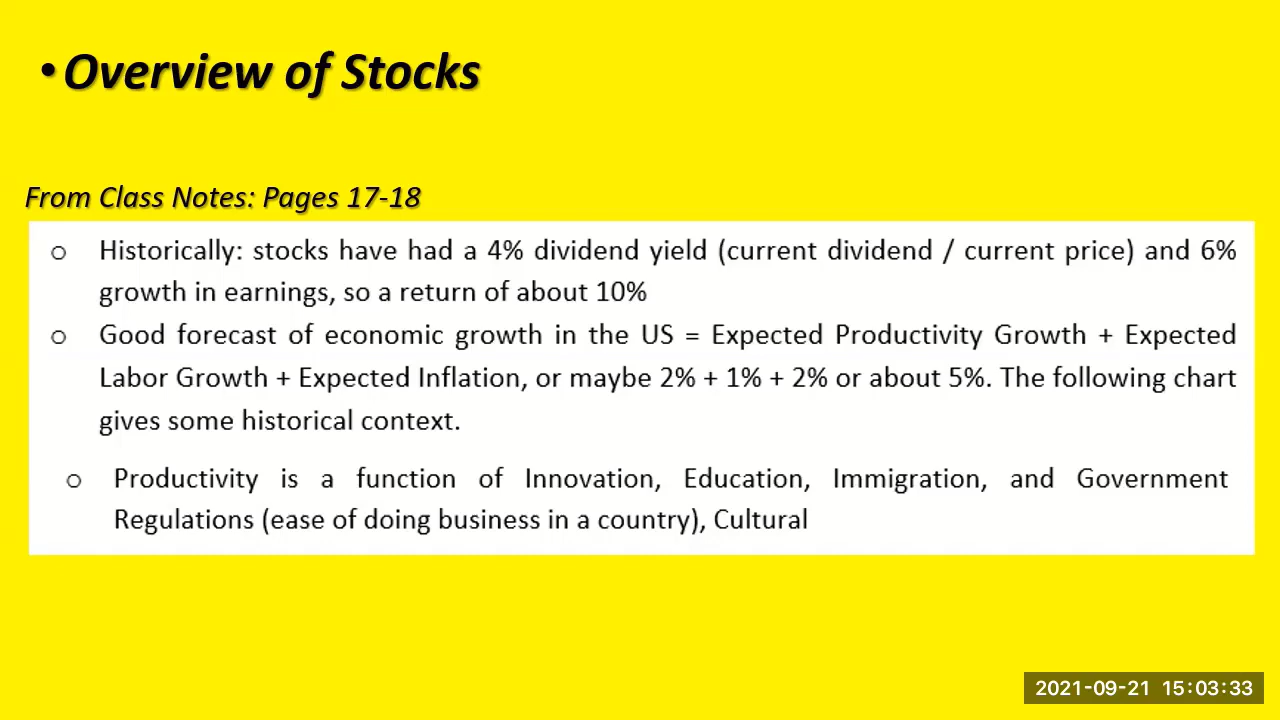 •Overview of Stocks
From Class Notes: Pages 17-18
o Historically: stocks have had a 4% dividend yield (current dividend / current price) and 6%
growth in earnings, so a return of about 10%
o Good forecast of economic growth in the US = Expected Productivity Growth + Expected
Labor Growth + Expected Inflation, or maybe 2% + 1% + 2% or about 5%. The following chart
gives some historical context.
o Productivity is a function of Innovation, Education, Immigration, and Government
Regulations (ease of doing business in a country), Cultural
2021-09-21 15:03:33